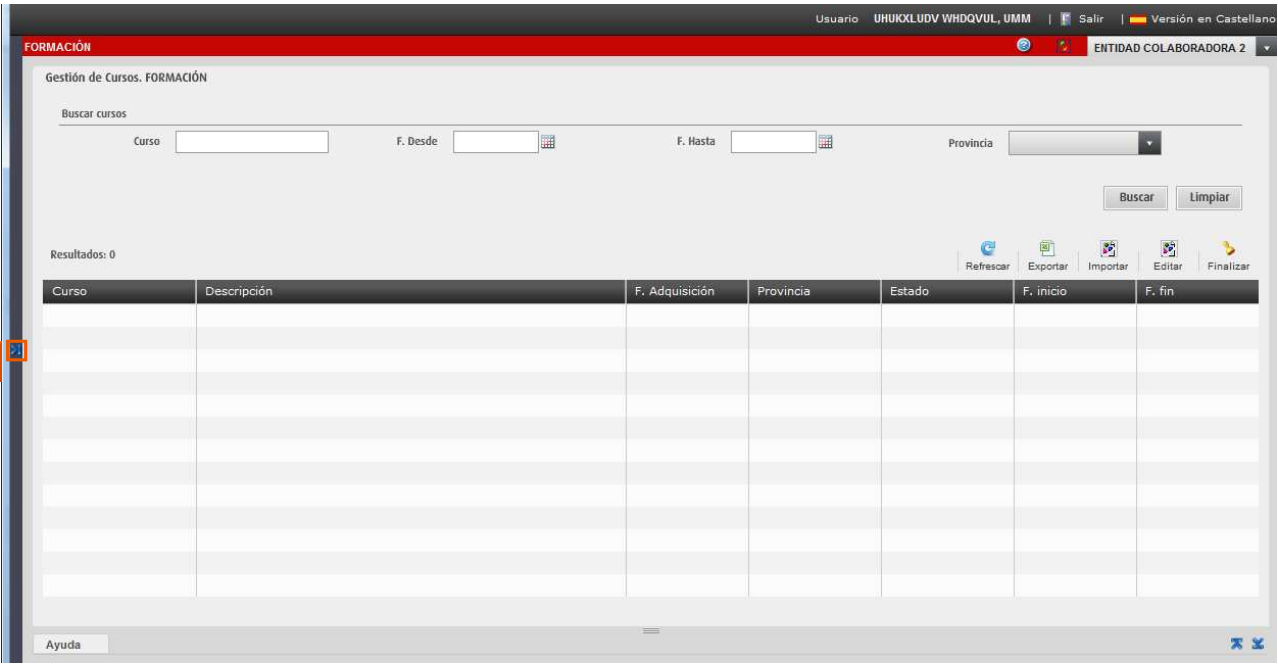 Usuario UHUKXLUDV WHDQVUL, UMM | Salir | Versión en Castellano
FORMACIÓN ENTIDAD COLABORADORA 2
Gestión de Cursos. FORMACIÓN
Buscar cursos
Curso F. Desde F. Hasta Provincia
Buscar Limpiar
Resultados: 0 Refrescar Exportar Importar Editar Finalizar
Curso Descripción F. Adquisición Provincia Estado F. inicio F. fin
Ayuda